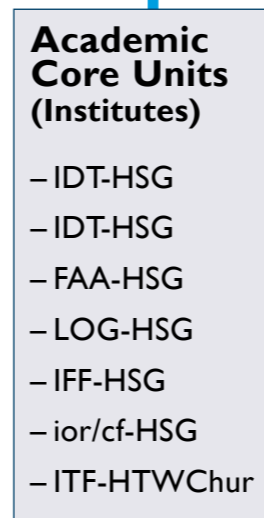 Academic
Core Units
(Institutes)
– IDT-HSG
– IDT-HSG
– FAA-HSG
– LOG-HSG
– IFF-HSG
– ior/cf-HSG
– ITF-HTWChur